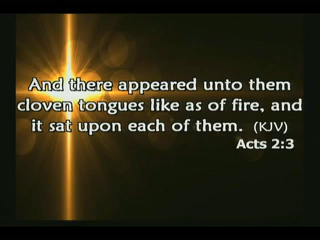 And there appeared unto them
cloven tongues like as of fire, and
it sat upon each of them. (KJV)
Acts 2:3